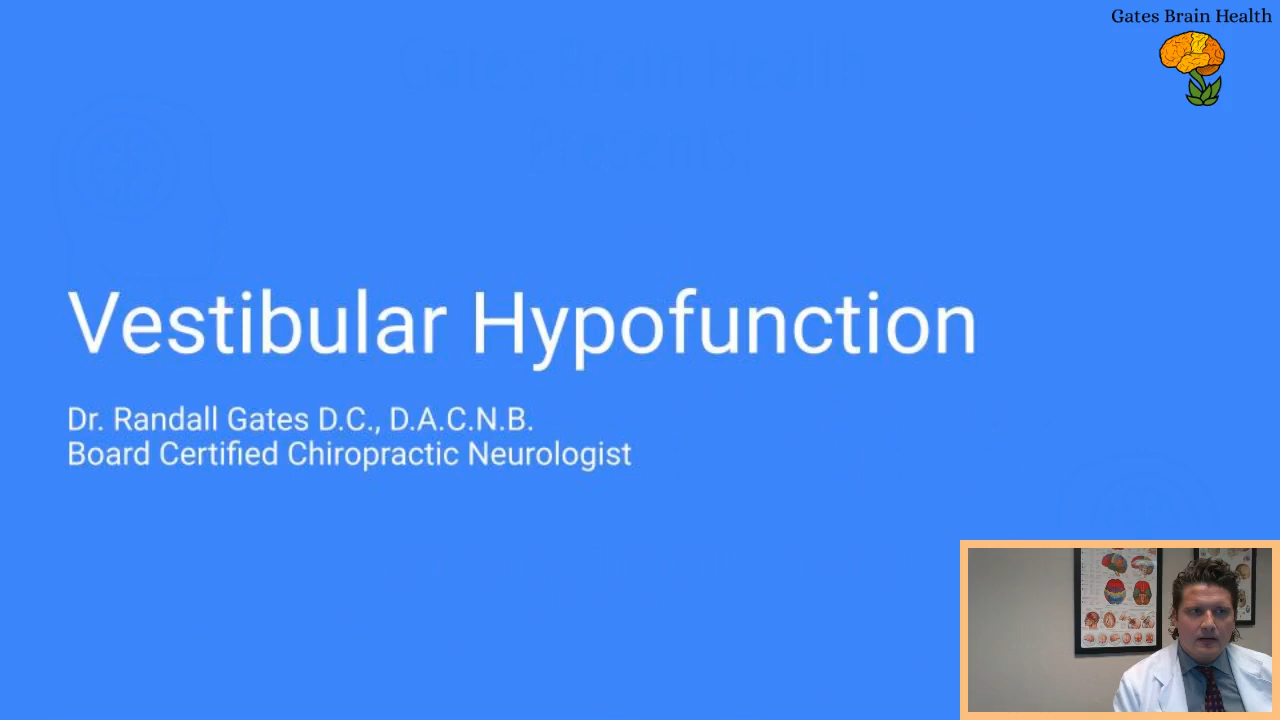 Gates Brain Health
Vestibular Hypofunction
Dr. Randall Gates D.C., D.A.C.N.B.
Board Certified Chiropractic Neurologist